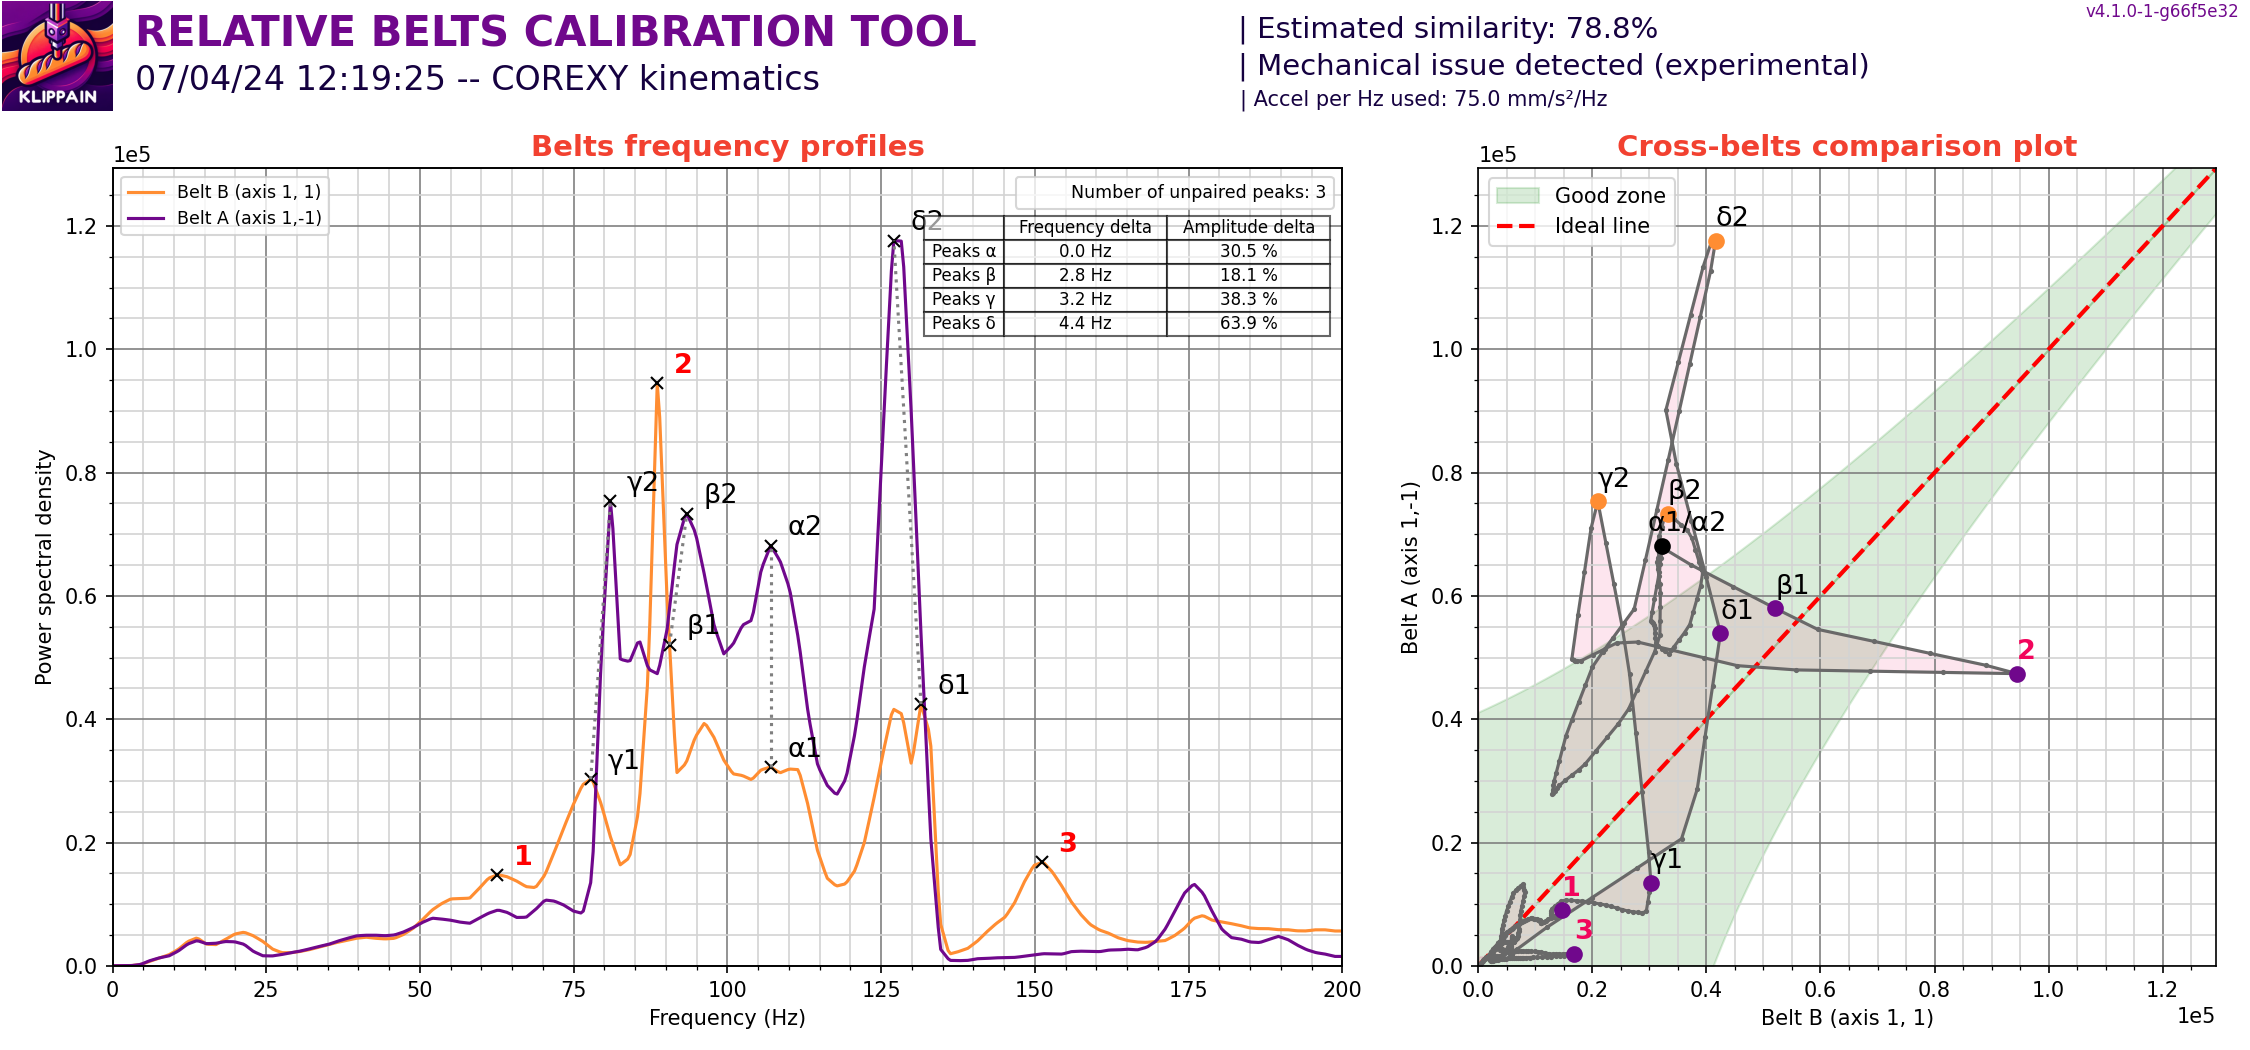 KLIPPAIN
RELATIVE BELTS CALIBRATION TOOL
07/04/24 12:19:25 -- COREXY kinematics
| Estimated similarity: 78.8%
| Mechanical issue detected (experimental)
| Accel per Hz used: 75.0 mm/s²/Hz
v4.1.0-1-g66f5e32
Belts frequency profiles
1e5
Belt B (axis 1, 1)
Belt A (axis 1,-1)
Number of unpaired peaks: 3
Frequency delta Amplitude delta
Peaks α 0.0 Hz 30.5 %
Peaks β 2.8 Hz 18.1 %
Peaks γ 3.2 Hz 38.3 %
Peaks δ 4.4 Hz 63.9 %
δ2
2
γ2
β2
α2
β1
δ1
α1
γ1
1
3
Power spectral density
1.2
1.0
0.8
0.6
0.4
0.2
0.0
0 25 50 75 100 125 150 175 200
Frequency (Hz)
Cross-belts comparison plot
1e5
Good zone
Ideal line
δ2
γ2
β2
α1/α2
β1
δ1
2
γ1
1
3
Belt A (axis 1,-1)
1.2
1.0
0.8
0.6
0.4
0.2
0.0
0.0 0.2 0.4 0.6 0.8 1.0 1.2
Belt B (axis 1, 1)
1e5